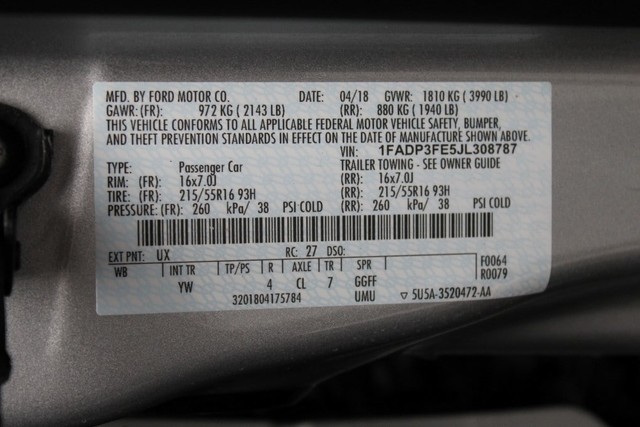 MFD. BY FORD MOTOR CO. DATE: 04/18 GVWR: 1810 KG ( 3990 LB)
GAWR: (FR): 972 KG ( 2143 LB) (RR): 880 KG ( 1940 LB)
THIS VEHICLE CONFORMS TO ALL APPLICABLE FEDERAL MOTOR VEHICLE SAFETY, BUMPER,
AND THEFT PREVENTION STANDARDS IN EFFECT ON THE DATE OF MANUFACTURE SHOWN ABOVE.
VIN: 1FADP3FE5JL308787
TYPE: Passenger Car TRAILER TOWING - SEE OWNER GUIDE
RIM: (FR): 16x7.0J (RR): 16x7.0J
TIRE: (FR): 215/55R16 93H (RR): 215/55R16 93H
PRESSURE: (FR): 260 kPa/ 38 PSI COLD (RR): 260 kPa/ 38 PSI COLD
EXT PNT: UX RC: 27 DSO:
WB INT TR TP/PS R AXLE TR SPR F0064
YW 4 CL 7 GGFF R0079
3201804175784 UMU ▽ 5U5A-3520472-AA